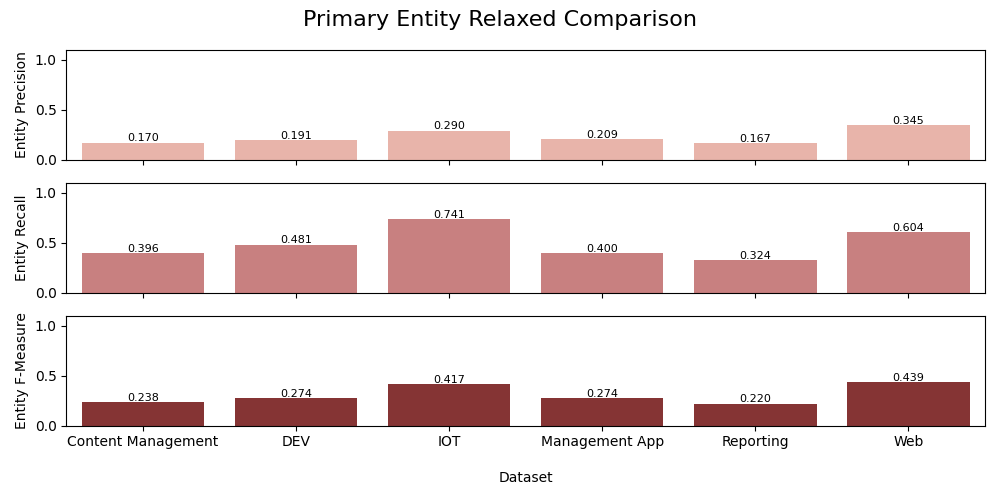 Primary Entity Relaxed Comparison
Entity Precision
1.0
0.5
0.0
0.170
0.191
0.290
0.209
0.167
0.345
Entity Recall
1.0
0.5
0.0
0.396
0.481
0.741
0.400
0.324
0.604
Entity F-Measure
1.0
0.5
0.0
0.238
0.274
0.417
0.274
0.220
0.439
Content Management
DEV
IOT
Management App
Reporting
Web
Dataset